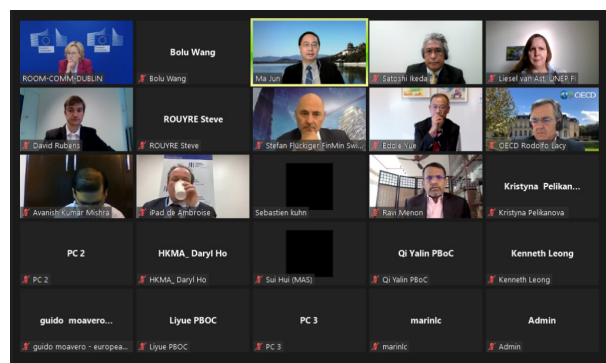 ROOM-COMM-DUBLIN
Bolu Wang
Bolu Wang
Ma Jun
Satoshi Ikeda
Liesel van Ast, UNEP FI
David Rubens
ROUYRE Steve
ROUYRE Steve
Stefan Flückiger FinMin Swi...
Eddie Yue
OECD
OECD Rodolfo Lacy
Avanish Kumar Mishra
iPad de Ambroise
Sebastien kuhn
Ravi Menon
Kristyna Pelikan...
Kristyna Pelikanova
PC 2
PC 2
HKMA_ Daryl Ho
HKMA_ Daryl Ho
Sui Hui (MAS)
Qi Yalin PBoC
Qi Yalin PBoC
Kenneth Leong
Kenneth Leong
guido moavero...
guido moavero - europea...
Liyue PBOC
Liyue PBOC
PC 3
PC 3
marinlc
marinlc
Admin
Admin